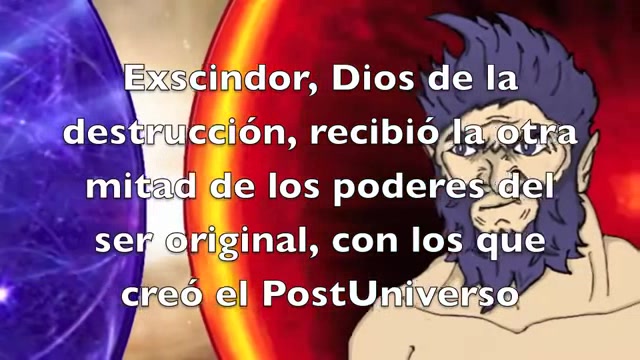 Exscindor, Dios de la
destrucción, recibió la otra
mitad de los poderes del
ser original, con los que
creó el PostUniverso